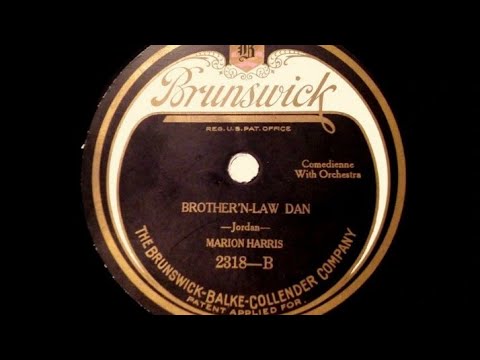 B
Brunswick
REG. U.S. PAT. OFFICE
Comedienne
With Orchestra
BROTHER'N-LAW DAN
—Jordan—
MARION HARRIS
2318—B
THE BRUNSWICK-BALKE-COLLENDER COMPANY
PATENT APPLIED FOR.